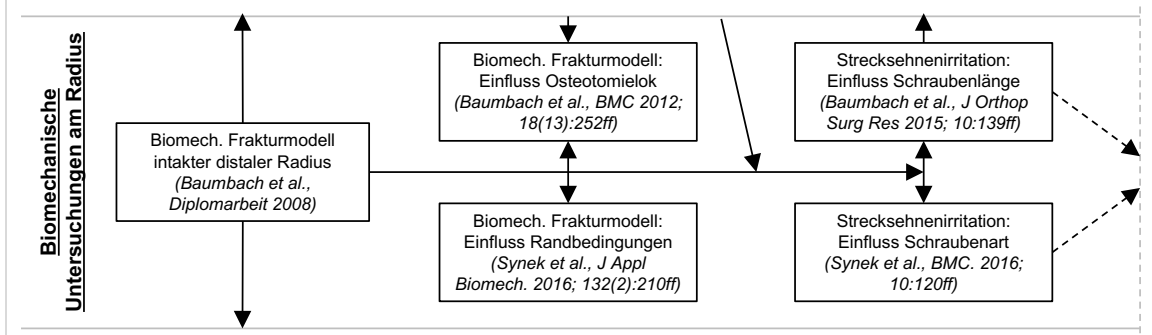 Biomechanische
Untersuchungen am Radius
Biomech. Frakturmodell
intakter distaler Radius
(Baumbach et al.,
Diplomarbeit 2008)
Biomech. Frakturmodell:
Einfluss Osteotomielok
(Baumbach et al., BMC 2012;
18(13):252ff)
Biomech. Frakturmodell:
Einfluss Randbedingungen
(Synek et al., J Appl
Biomech. 2016; 132(2):210ff)
Strecksehnenirritation:
Einfluss Schraubenlänge
(Baumbach et al., J Orthop
Surg Res 2015; 10:139ff)
Strecksehnenirritation:
Einfluss Schraubenart
(Synek et al., BMC. 2016;
10:120ff)